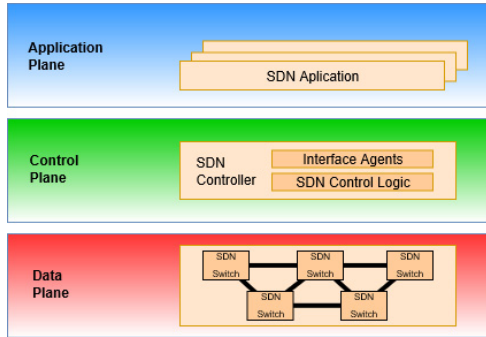 Application
Plane
SDN Aplication
Control
Plane
SDN
Controller
Interface Agents
SDN Control Logic
Data
Plane
SDN
Switch
SDN
Switch
SDN
Switch
SDN
Switch
SDN
Switch